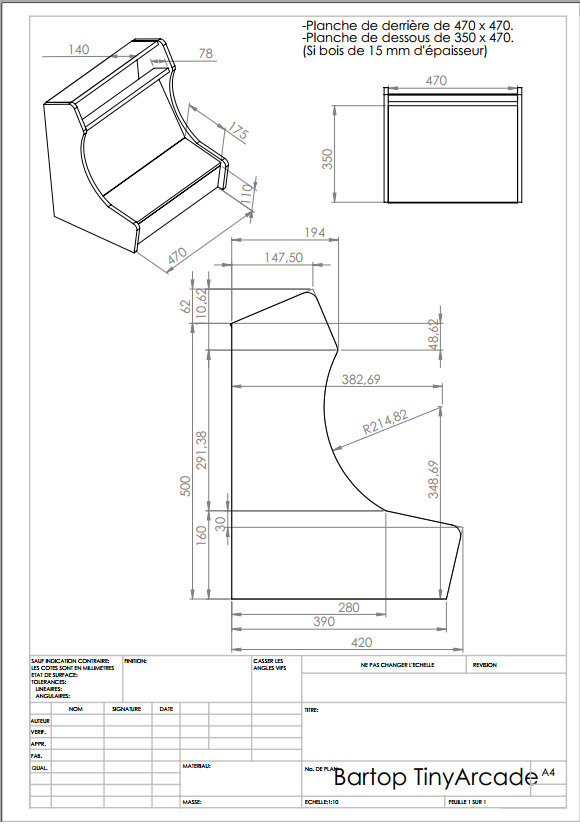 -Planche de derrière de 470 x 470.
-Planche de dessous de 350 x 470.
(Si bois de 15 mm d'épaisseur)
140
78
175
110
470
470
350
194
147,50
62
10,62
48,62
382,69
R214,82
291,38
348,69
500
30
160
280
390
420
SAUF INDICATION CONTRAIRE:
LES COTES SONT EN MILLIMETRES
ETAT DE SURFACE:
TOLERANCES:
LINEAIRES:
ANGULAIRES:
FINITION:
CASSER LES
ANGLES VIFS
NE PAS CHANGER L'ECHELLE
REVISION
NOM
SIGNATURE
DATE
TITRE:
AUTEUR
VERIF.
APPR.
FAB.
QUAL.
MATERIAU:
No. DE PLAN
Bartop TinyArcade
A4
MASSE:
ECHELLE:1:10
FEUILLE 1 SUR 1